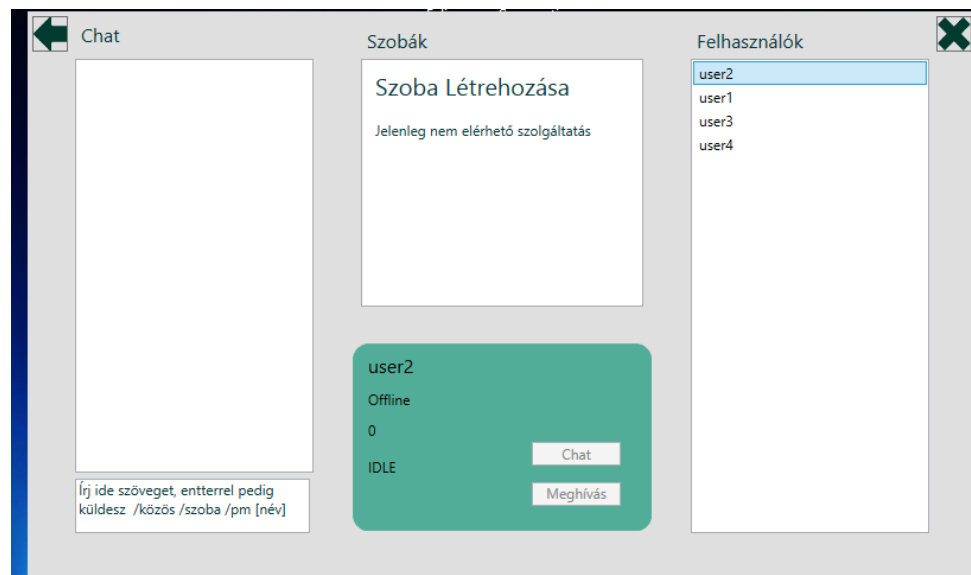 Chat
Szobák
Felhasználók
Szoba Létrehozása
Jelenleg nem elérhető szolgáltatás
user2
user1
user3
user4
user2
Offline
0
IDLE
Chat
Meghívás
Írj ide szöveget, entterrel pedig
küldesz /közös /szoba /pm [név]